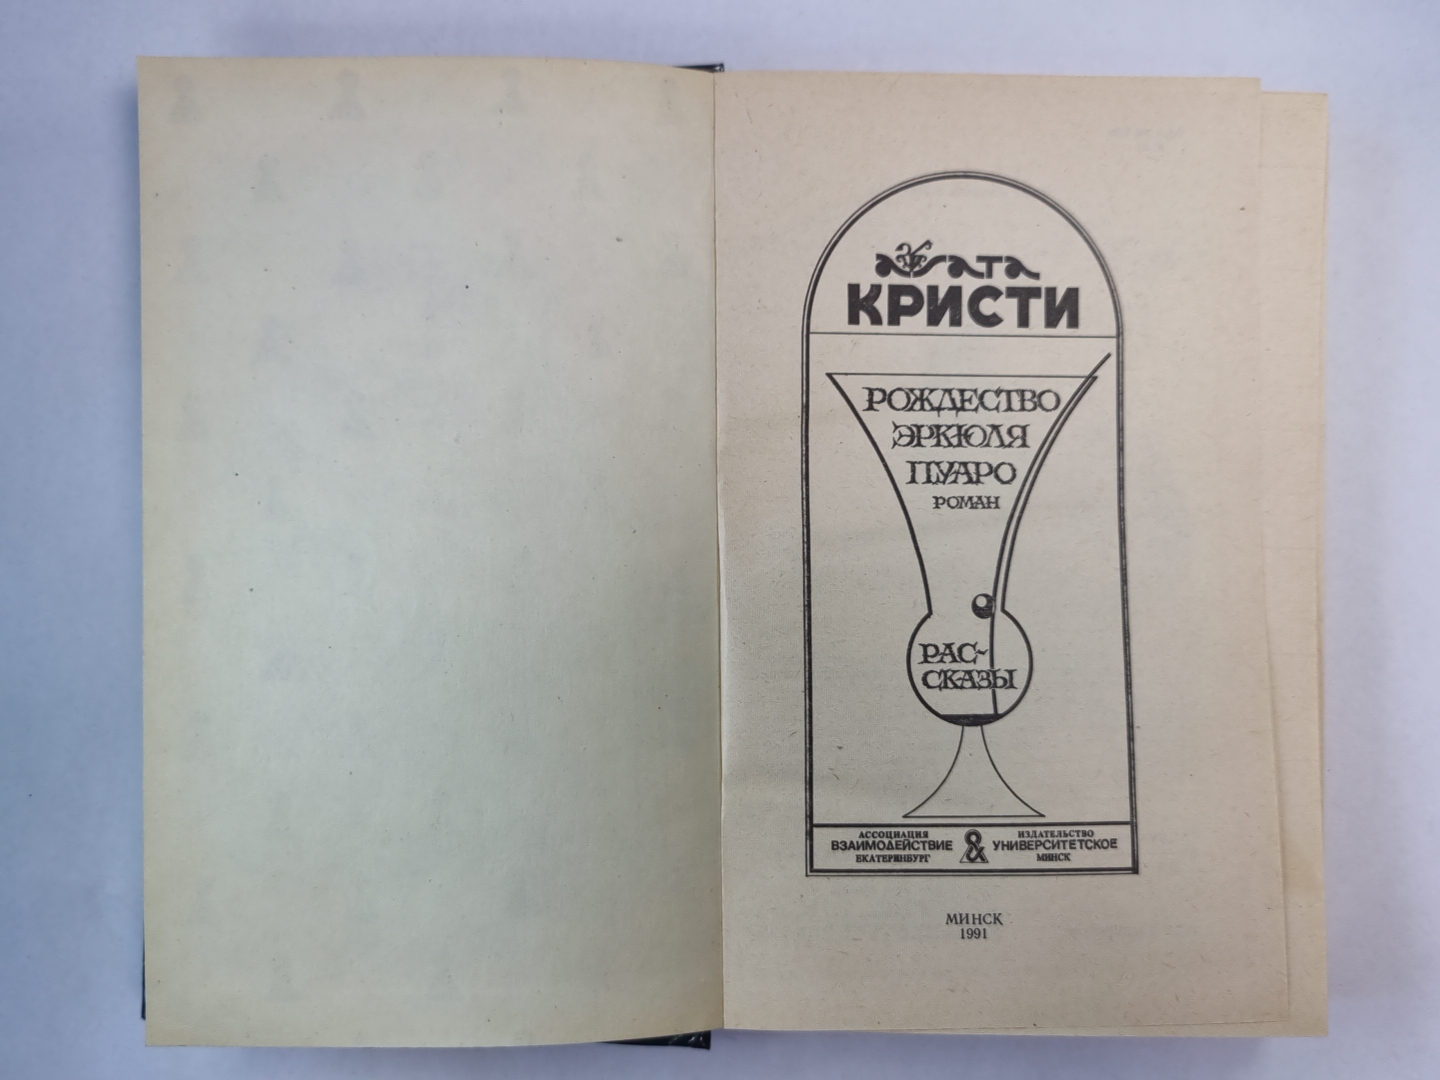 агата
КРИСТИ
РОЖДЕСТВО
ЭРКЮЛЯ
ПУАРО
РОМАН
РАС-
СКАЗЫ
АССОЦИАЦИЯ
ВЗАИМОДЕЙСТВИЕ
ЕКАТЕРИНБУРГ
&
ИЗДАТЕЛЬСТВО
УНИВЕРСИТЕТСКОЕ
МИНСК
МИНСК
1991